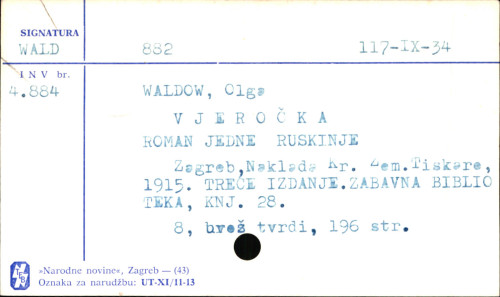 SIGNATURA
WALD 882 117-IX-34
I N V br.
4.884 WALDOW, Olga
V J E R O Č K A
ROMAN JEDNE RUSKINJE
Zagreb,Naklada Kr. Zem.Tiskare,
1915. TREĆE IZDANJE.ZABAVNA BIBLIO
TEKA, KNJ. 28.
8, uvez tvrdi, 196 str.
»Narodne novine«, Zagreb — (43)
Oznaka za narudžbu: UT-XI/11-13